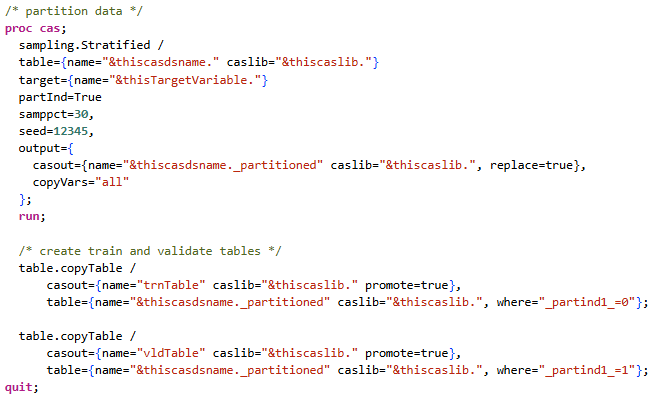 /* partition data */
proc cas;
  sampling.Stratified /
  table={name="&thiscasdsname." caslib="&thiscaslib."}
  target={name="&thisTargetVariable."}
  partInd=True
  samppct=30,
  seed=12345,
  output={
    casout={name="&thiscasdsname._partitioned" caslib="&thiscaslib.", replace=true},
    copyVars="all"
  };
  run;

  /* create train and validate tables */
  table.copyTable /
      casout={name="trnTable" caslib="&thiscaslib." promote=true},
      table={name="&thiscasdsname._partitioned" caslib="&thiscaslib.", where="_partind1_=0"};

  table.copyTable /
      casout={name="vldTable" caslib="&thiscaslib." promote=true},
      table={name="&thiscasdsname._partitioned" caslib="&thiscaslib.", where="_partind1_=1"};
quit;